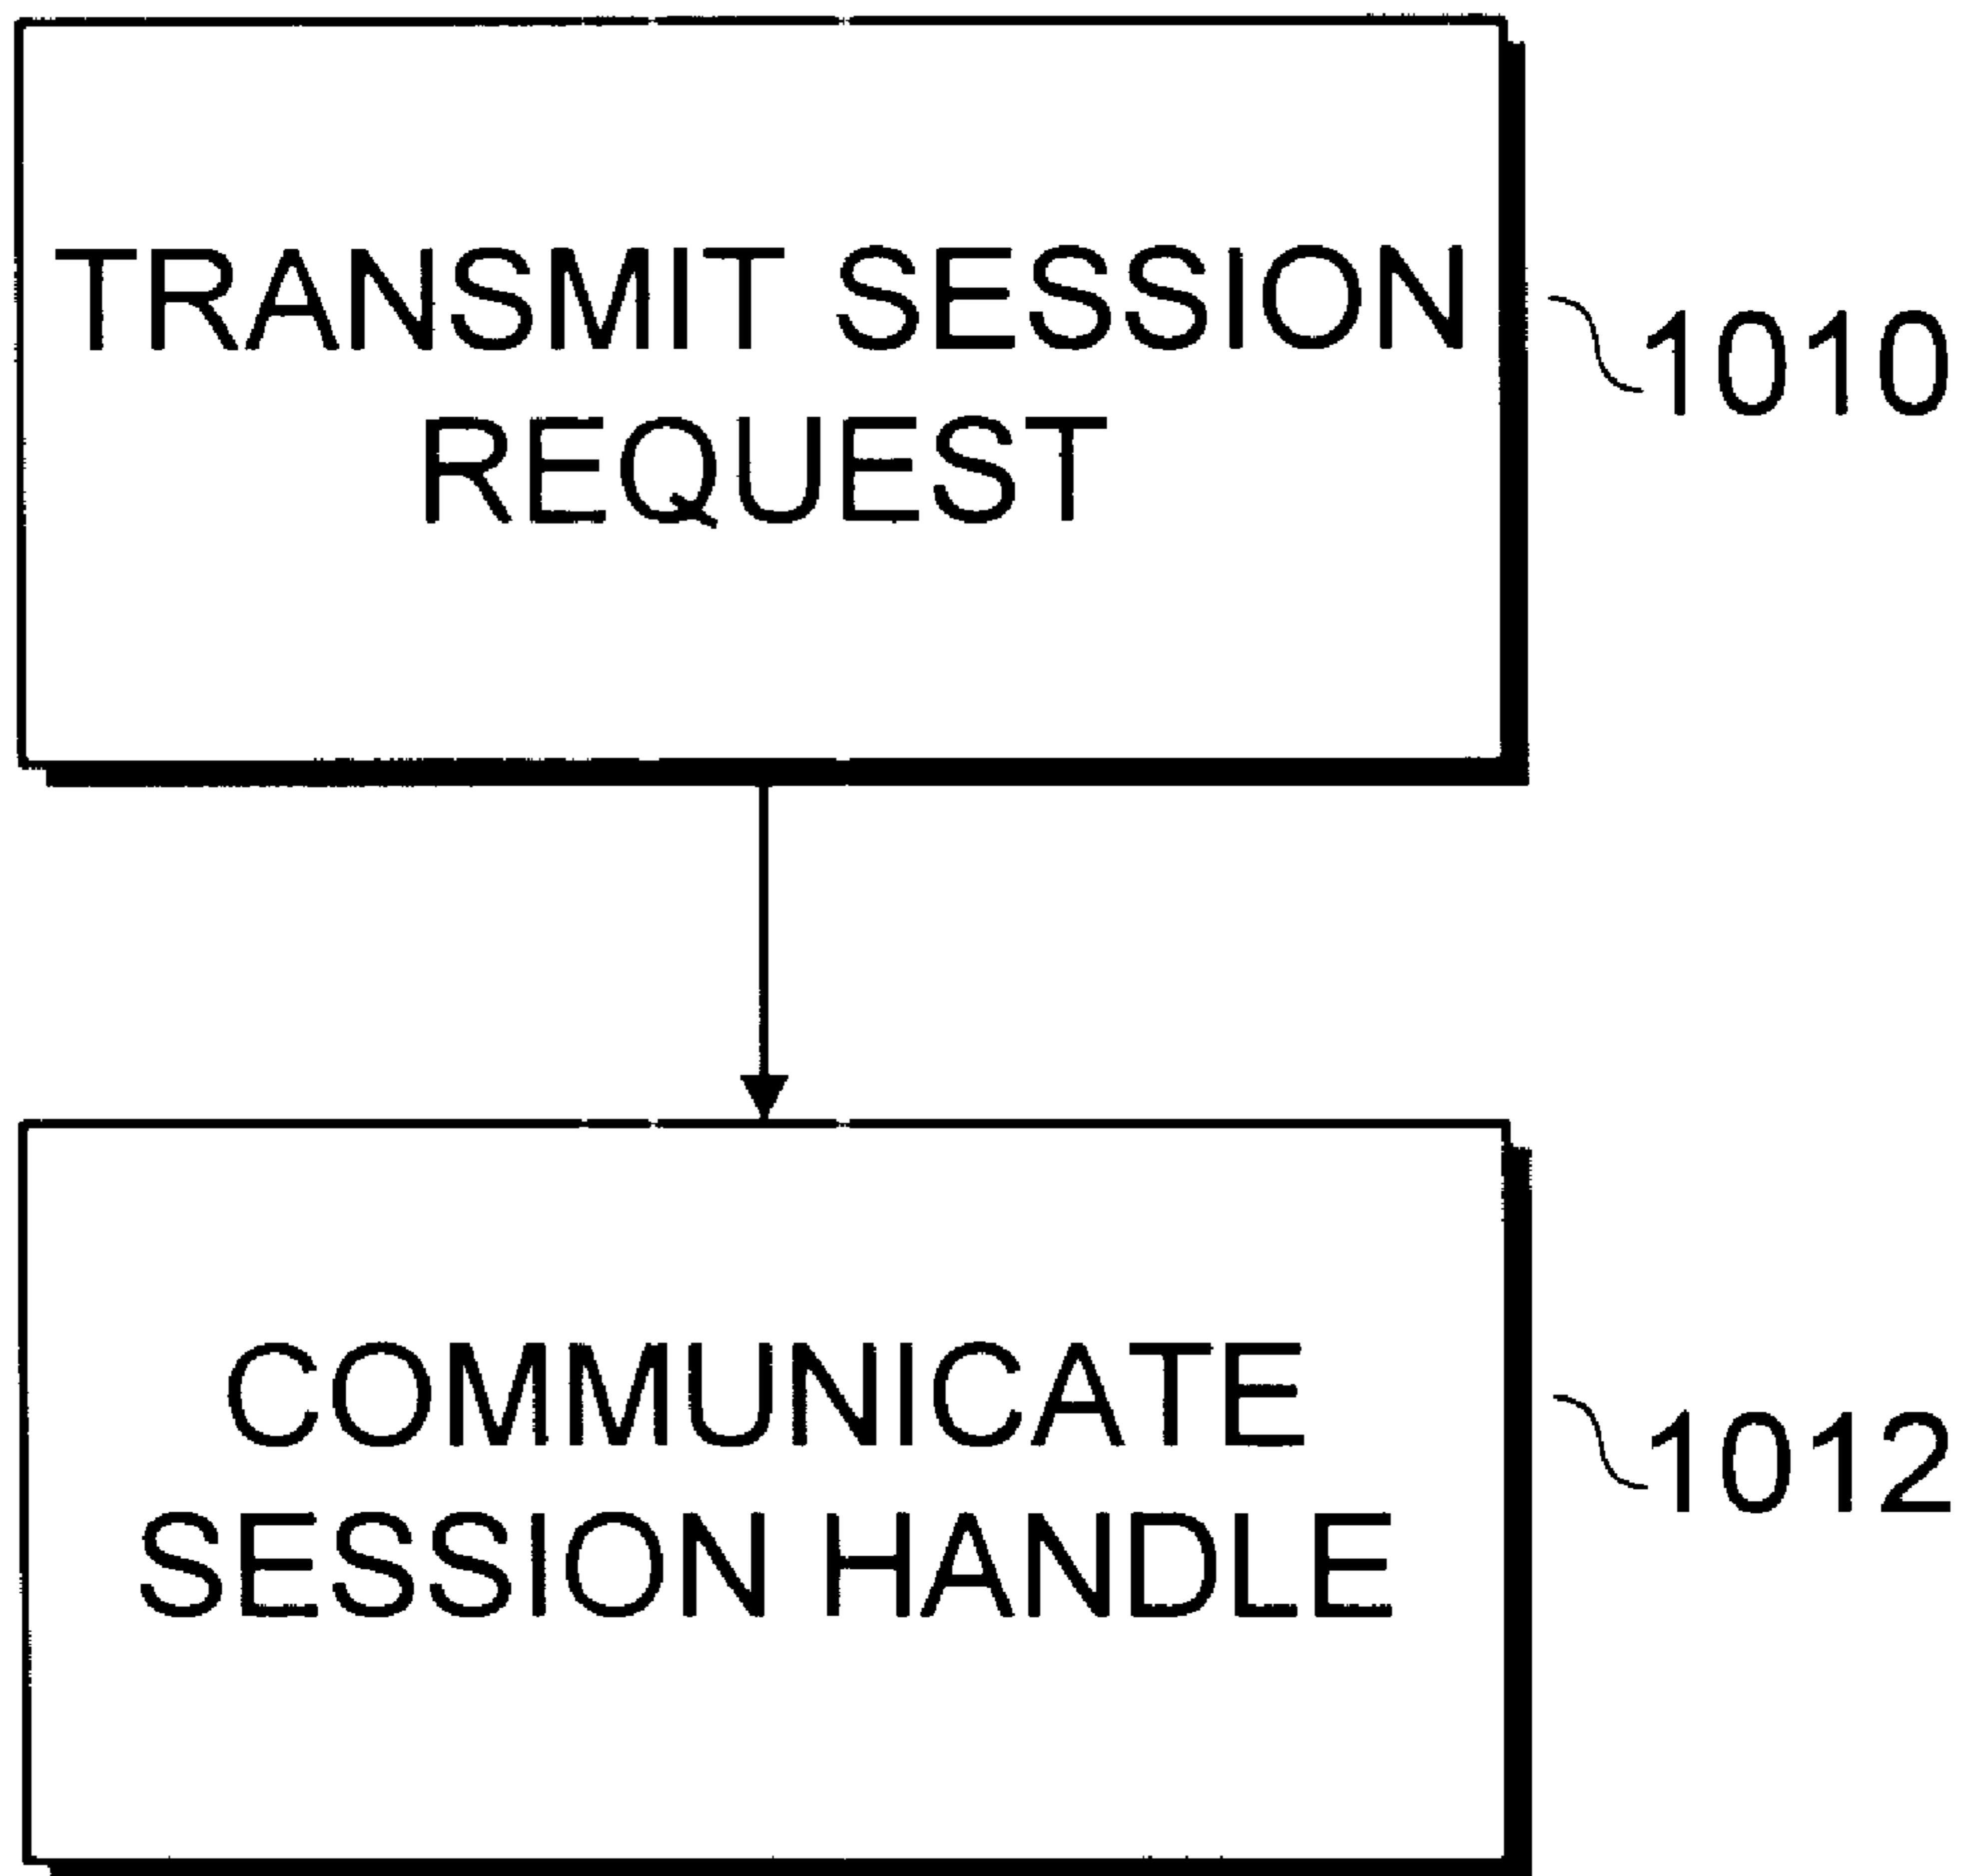 TRANSMIT SESSION
REQUEST
1010
COMMUNICATE
SESSION HANDLE
1012